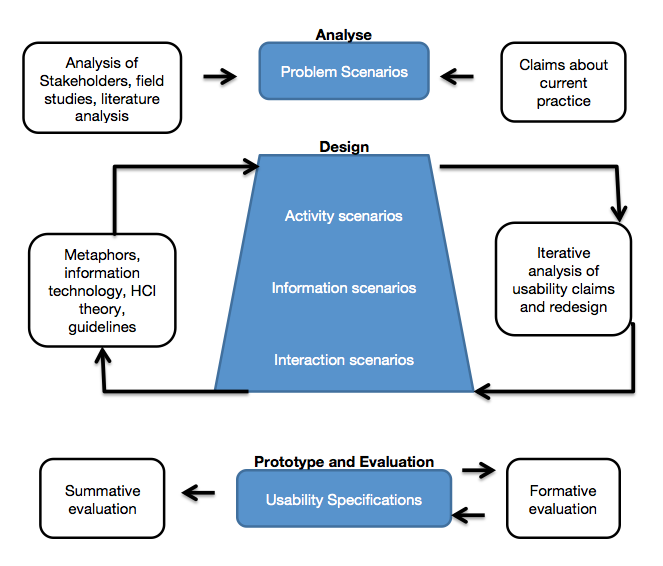 Analyse
Analysis of
Stakeholders, field
studies, literature
analysis
Problem Scenarios
Claims about
current
practice
Design
Activity scenarios
Information scenarios
Interaction scenarios
Metaphors,
information
technology, HCI
theory,
guidelines
Iterative
analysis of
usability claims
and redesign
Prototype and Evaluation
Summative
evaluation
Usability Specifications
Formative
evaluation